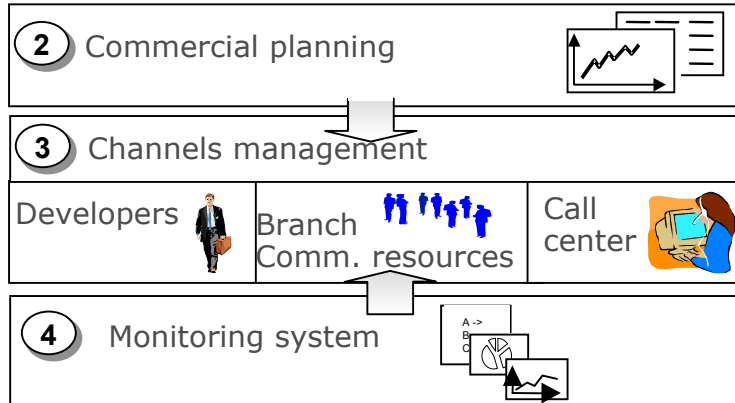 2 Commercial planning
3 Channels management
Developers
Branch
Comm. resources
Call
center
4 Monitoring system
A ->
B
C